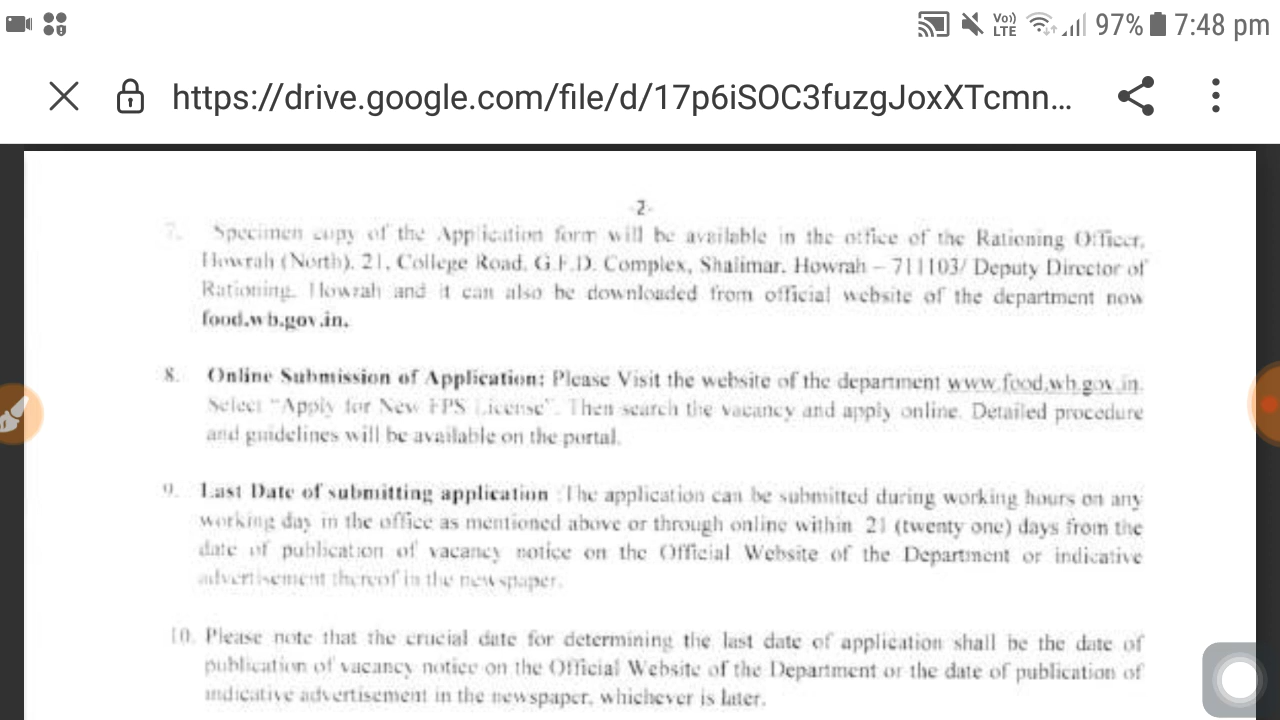 Vo))
LTE
97%
7:48 pm
https://drive.google.com/file/d/17p6iSOC3fuzgJoxXTcmn...
-2-
7. Specimen copy of the Application form will be available in the office of the Rationing Officer,
Howrah (North), 21, College Road, G.F.D. Complex, Shalimar, Howrah – 711103/ Deputy Director of
Rationing, Howrah and it can also be downloaded from official website of the department now
food.wb.gov.in.
8. Online Submission of Application: Please Visit the website of the department www.food.wb.gov.in.
Select "Apply for New FPS License". Then search the vacancy and apply online. Detailed procedure
and guidelines will be available on the portal.
9. Last Date of submitting application :The application can be submitted during working hours on any
working day in the office as mentioned above or through online within 21 (twenty one) days from the
date of publication of vacancy notice on the Official Website of the Department or indicative
advertisement thereof in the newspaper.
10. Please note that the crucial date for determining the last date of application shall be the date of
publication of vacancy notice on the Official Website of the Department or the date of publication of
indicative advertisement in the newspaper, whichever is later.